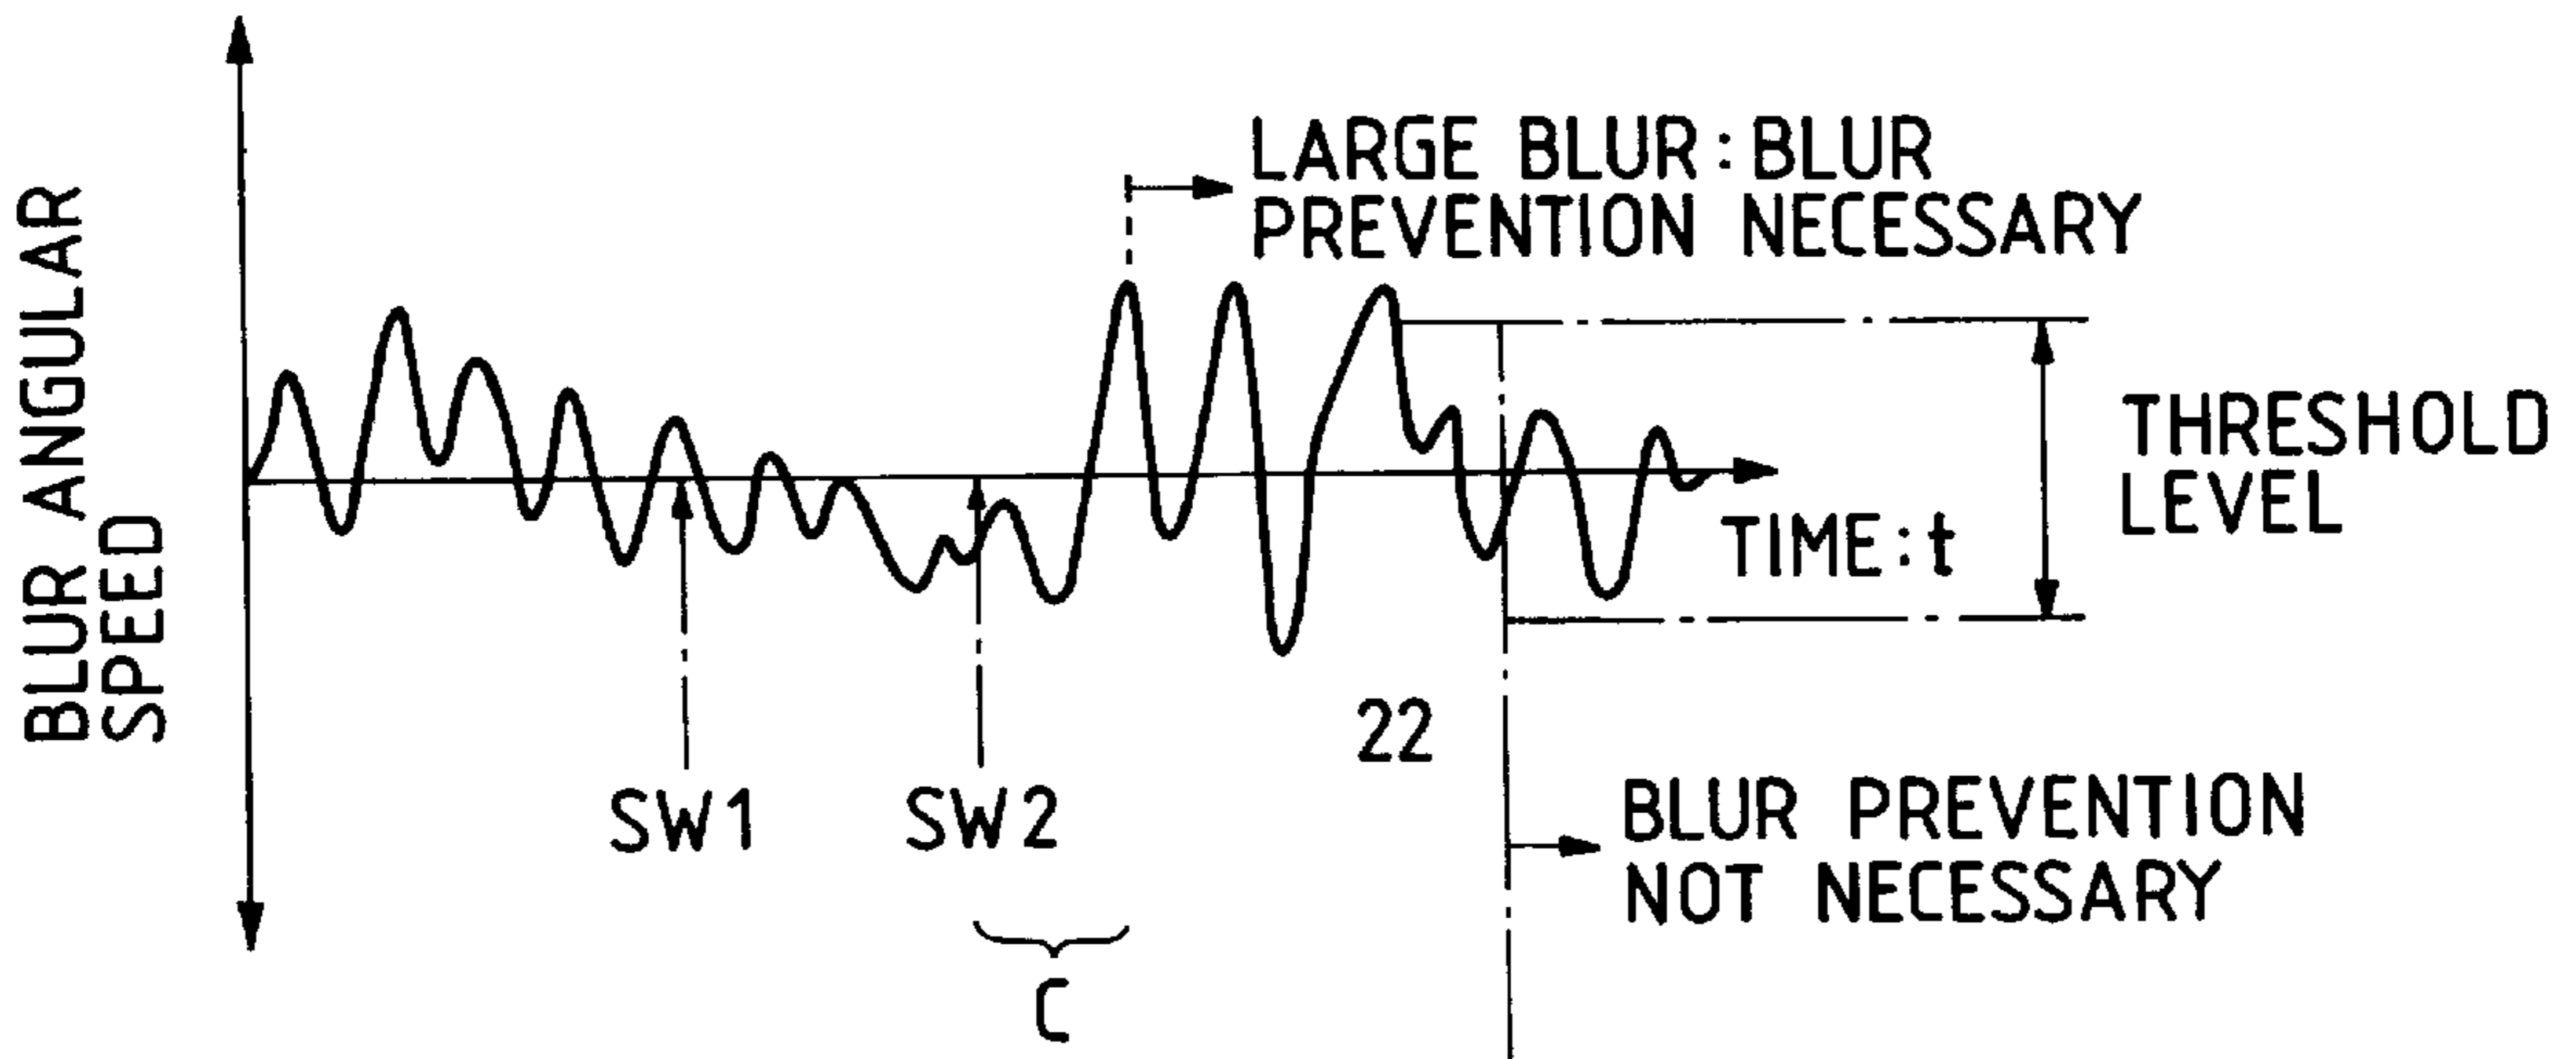 BLUR ANGULAR
SPEED
LARGE BLUR : BLUR
PREVENTION NECESSARY
THRESHOLD
LEVEL
TIME : t
22
SW1
SW2
BLUR PREVENTION
NOT NECESSARY
C